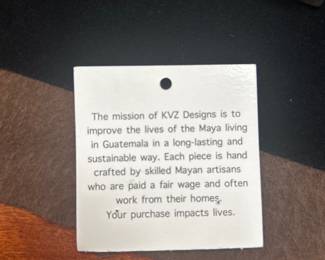 The mission of KVZ Designs is to
improve the lives of the Maya living
in Guatemala in a long-lasting and
sustainable way. Each piece is hand
crafted by skilled Mayan artisans
who are paid a fair wage and often
work from their homes.
Your purchase impacts lives.